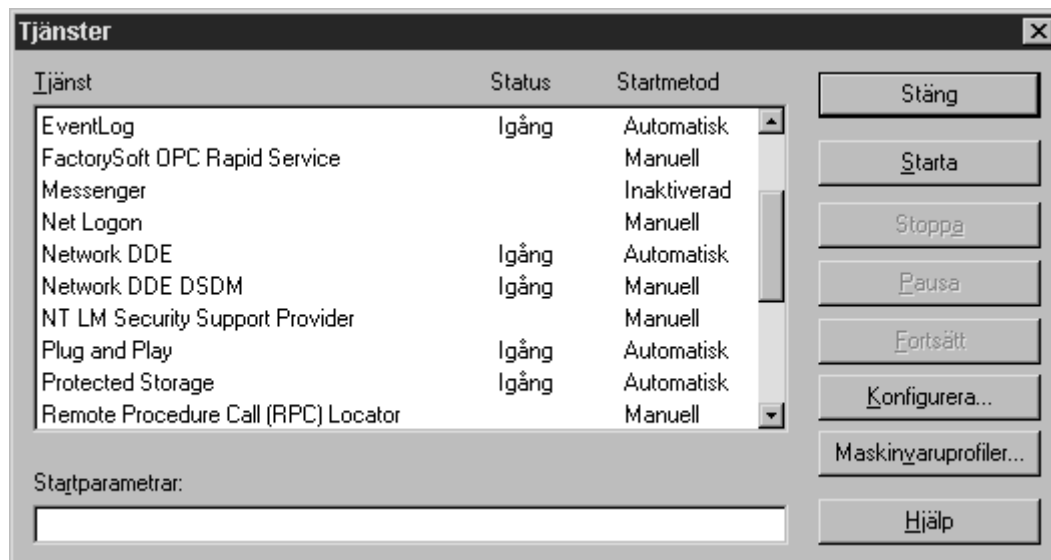 Tjänster
Tjänst Status Startmetod
EventLog Igång Automatisk
FactorySoft OPC Rapid Service Manuell
Messenger Inaktiverad
Net Logon Manuell
Network DDE Igång Automatisk
Network DDE DSDM Igång Manuell
NT LM Security Support Provider Manuell
Plug and Play Igång Automatisk
Protected Storage Igång Automatisk
Remote Procedure Call (RPC) Locator Manuell
Startparametrar:
Stäng
Starta
Stoppa
Pausa
Fortsätt
Konfigurera...
Maskinvaruprofiler...
Hjälp